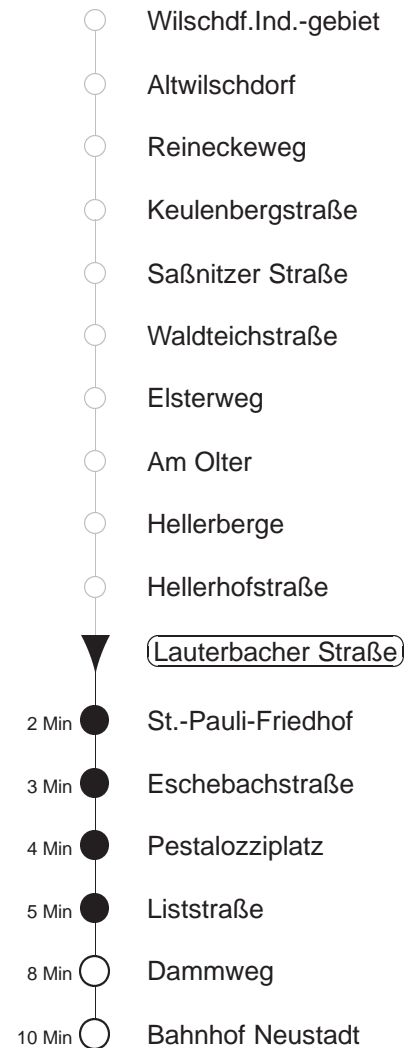 Wilschdf.Ind.-gebiet
Altwilschdorf
Reineckeweg
Keulenbergstraße
Saßnitzer Straße
Waldteichstraße
Elsterweg
Am Olter
Hellerberge
Hellerhofstraße
Lauterbacher Straße
2 Min St.-Pauli-Friedhof
3 Min Eschebachstraße
4 Min Pestalozziplatz
5 Min Liststraße
8 Min Dammweg
10 Min Bahnhof Neustadt